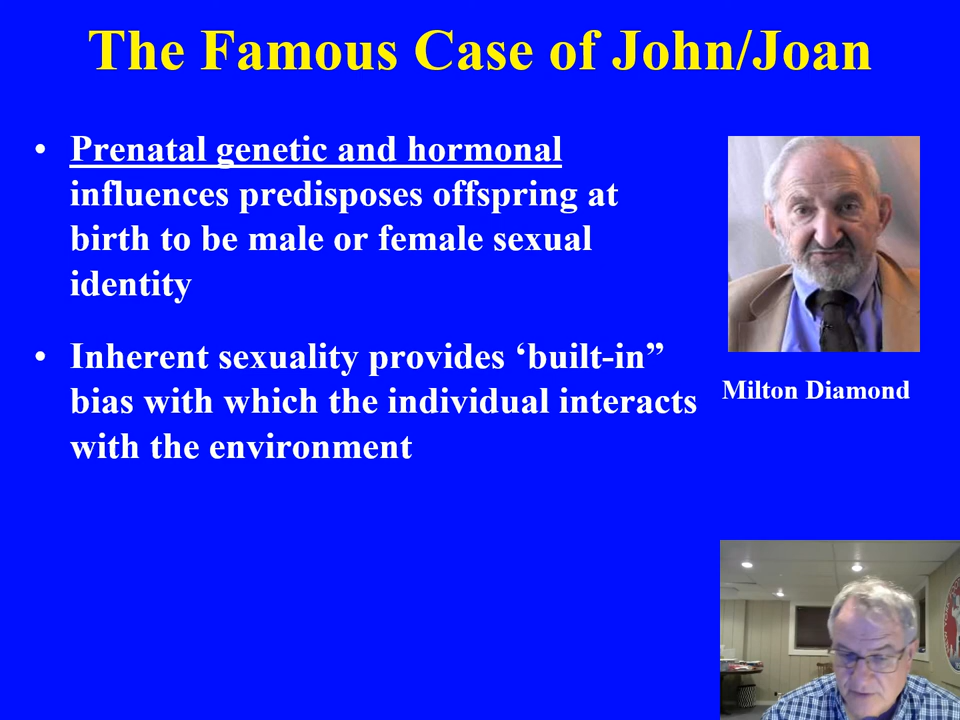 The Famous Case of John/Joan
• Prenatal genetic and hormonal
influences predisposes offspring at
birth to be male or female sexual
identity
• Inherent sexuality provides ‘built-in”
bias with which the individual interacts
with the environment
Milton Diamond